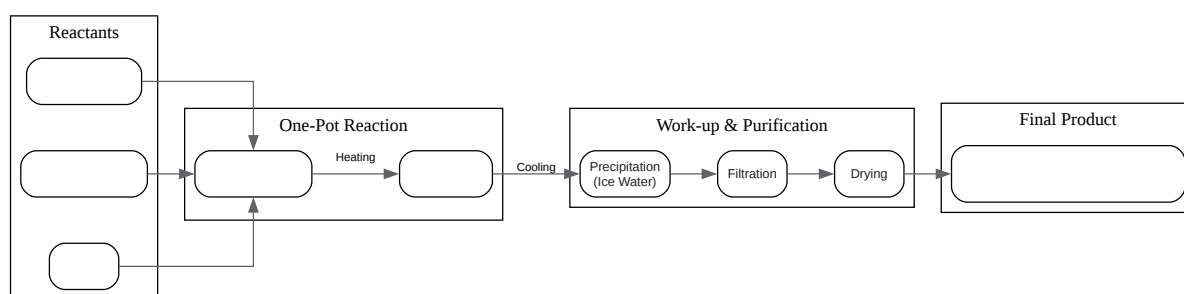 Reactants
One-Pot Reaction
Heating
Cooling
Work-up & Purification
Precipitation
(Ice Water)
Filtration
Drying
Final Product